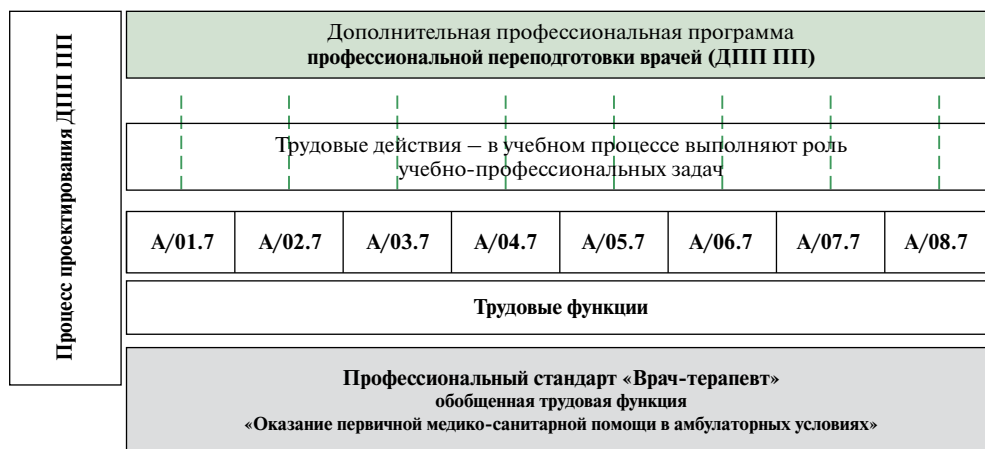 Процесс проектирования ДПП ПП
Дополнительная профессиональная программа
профессиональной переподготовки врачей (ДПП ПП)
Трудовые действия – в учебном процессе выполняют роль
учебно-профессиональных задач
А/01.7 А/02.7 А/03.7 А/04.7 А/05.7 А/06.7 А/07.7 А/08.7
Трудовые функции
Профессиональный стандарт «Врач-терапевт»
обобщенная трудовая функция
«Оказание первичной медико-санитарной помощи в амбулаторных условиях»